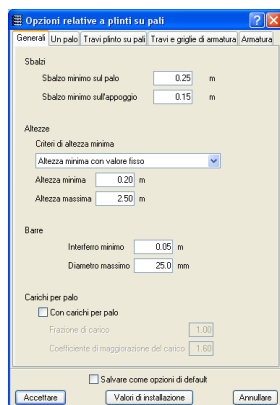 Opzioni relative a plinti su pali
Generali Un palo Travi plinto su pali Travi e griglie di armatura Armatura
Sbalzi
Sbalzo minimo sul palo 0.25 m
Sbalzo minimo sull'appoggio 0.15 m
Altezze
Criteri di altezza minima
Altezza minima con valore fisso
Altezza minima 0.20 m
Altezza massima 2.50 m
Barre
Interferro minimo 0.05 m
Diametro massimo 25.0 mm
Carichi per palo
Con carichi per palo
Frazione di carico 1.00
Coefficiente di maggiorazione del carico 1.60
Salvare come opzioni di default
Accettare Valori di installazione Annullare